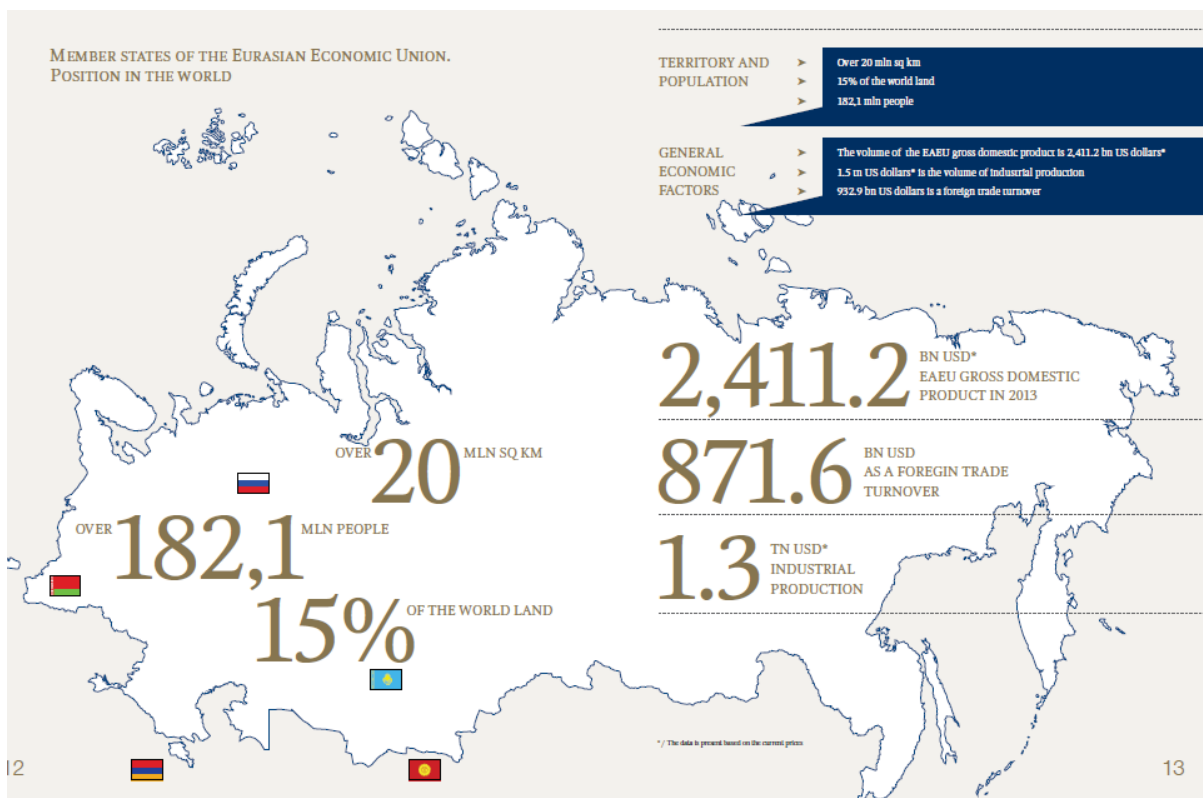 MEMBER STATES OF THE EURASIAN ECONOMIC UNION.
POSITION IN THE WORLD
TERRITORY AND
POPULATION
➤ Over 20 mln sq km
➤ 15% of the world land
➤ 182,1 mln people
GENERAL
ECONOMIC
FACTORS
➤ The volume of the EAEU gross domestic product is 2,411.2 bn US dollars*
➤ 1.5 tn US dollars* is the volume of industrial production
➤ 932.9 bn US dollars is a foreign trade turnover
2,411.2 BN USD*
EAEU GROSS DOMESTIC
PRODUCT IN 2013
871.6 BN USD
AS A FOREGIN TRADE
TURNOVER
1.3 TN USD*
INDUSTRIAL
PRODUCTION
OVER 20 MLN SQ KM
OVER 182,1 MLN PEOPLE
15% OF THE WORLD LAND
* / The data is present based on the current prices
12
13